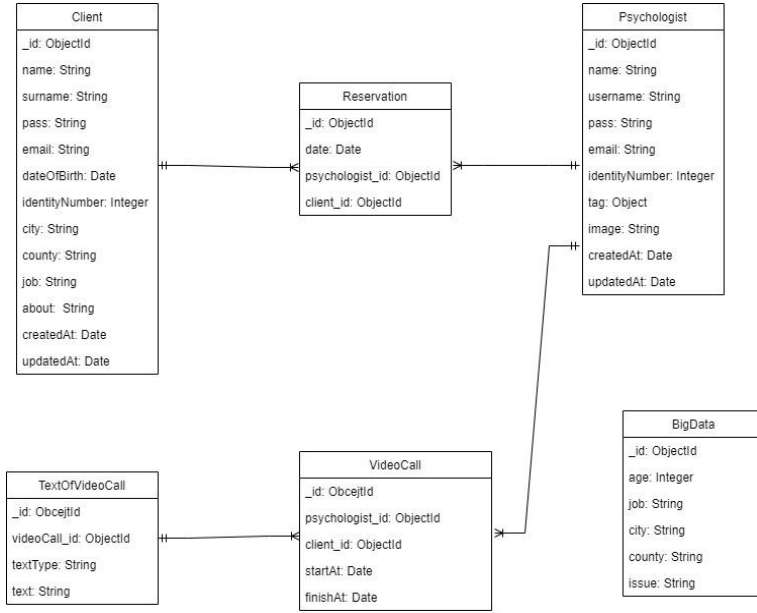 Client
_id: ObjectId
name: String
surname: String
pass: String
email: String
dateOfBirth: Date
identityNumber: Integer
city: String
county: String
job: String
about: String
createdAt: Date
updatedAt: Date
Reservation
_id: ObjectId
date: Date
psychologist_id: ObjectId
client_id: ObjectId
Psychologist
_id: ObjectId
name: String
username: String
pass: String
email: String
identityNumber: Integer
tag: Object
image: String
createdAt: Date
updatedAt: Date
TextOfVideoCall
_id: ObcejtId
videoCall_id: ObjectId
textType: String
text: String
VideoCall
_id: ObcejtId
psychologist_id: ObjectId
client_id: ObjectId
startAt: Date
finishAt: Date
BigData
_id: ObjectId
age: Integer
job: String
city: String
county: String
issue: String